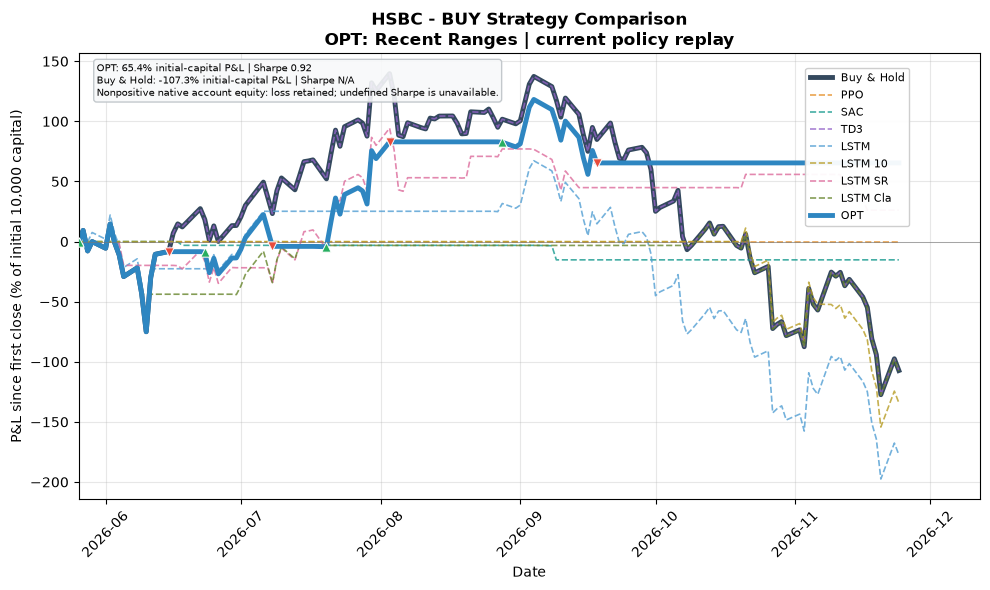 HSBC - BUY Strategy Comparison
OPT: Recent Ranges | current policy replay
OPT: 65.4% initial-capital P&L | Sharpe 0.92
Buy & Hold: -107.3% initial-capital P&L | Sharpe N/A
Nonpositive native account equity: loss retained; undefined Sharpe is unavailable.
Buy & Hold
PPO
SAC
TD3
LSTM
LSTM 10
LSTM SR
LSTM Cla
OPT
P&L since first close (% of initial 10,000 capital)
150
100
50
0
−50
−100
−150
−200
2026-06
2026-07
2026-08
2026-09
2026-10
2026-11
2026-12
Date